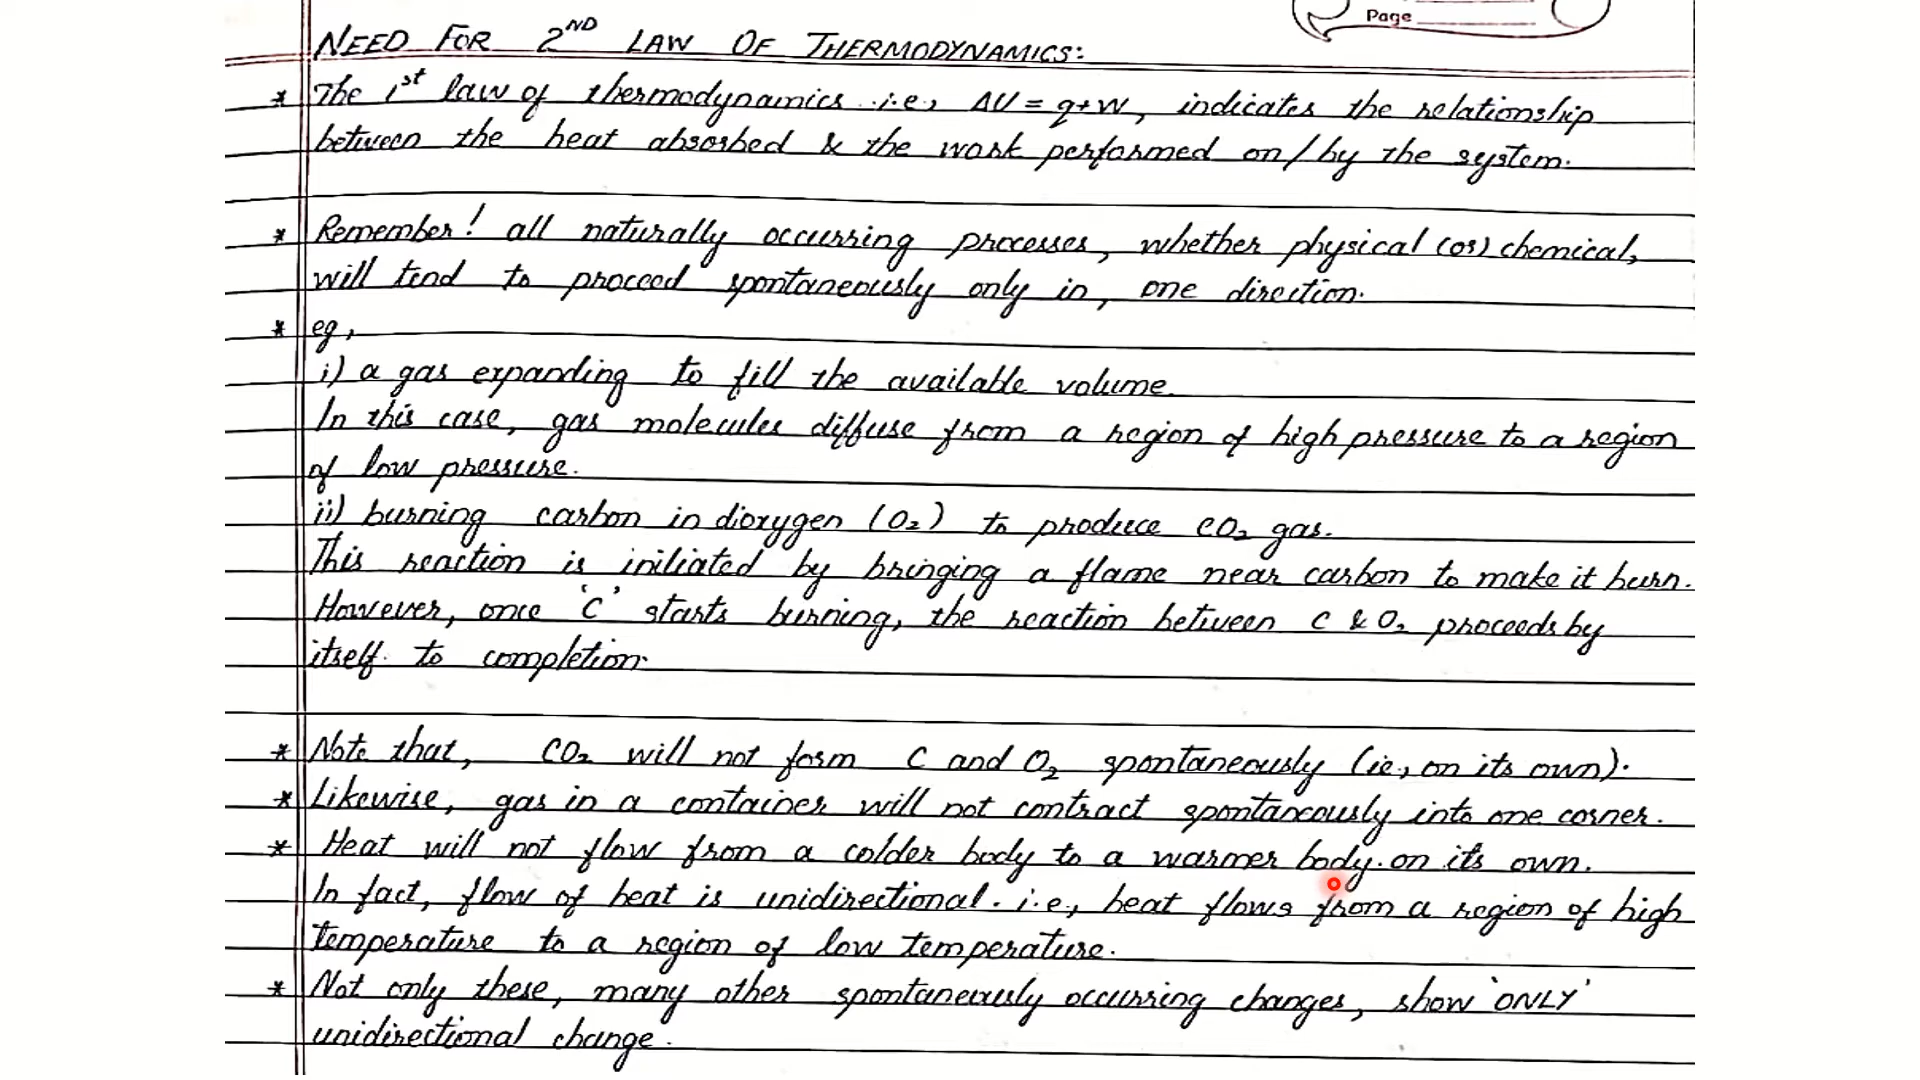 Page
NEED FOR 2ND LAW OF THERMODYNAMICS:
* The 1st law of thermodynamics i.e., ΔU = q+W, indicates the relationship
between the heat absorbed & the work performed on/by the system.
* Remember! all naturally occurring processes, whether physical (or) chemical,
will tend to proceed spontaneously only in, one direction.
* eg,
i) a gas expanding to fill the available volume.
In this case, gas molecules diffuse from a region of high pressure to a region
of low pressure.
ii) burning carbon in dioxygen (O₂) to produce CO₂ gas.
This reaction is initiated by bringing a flame near carbon to make it burn.
However, once 'C' starts burning, the reaction between C & O₂ proceeds by
itself to completion.
* Note that, CO₂ will not form C and O₂ spontaneously (ie., on its own).
* Likewise, gas in a container will not contract spontaneously into one corner.
* Heat will not flow from a colder body to a warmer body on its own.
In fact, flow of heat is unidirectional. i.e., heat flows from a region of high
temperature to a region of low temperature.
* Not only these, many other spontaneously occurring changes, show 'ONLY'
unidirectional change.